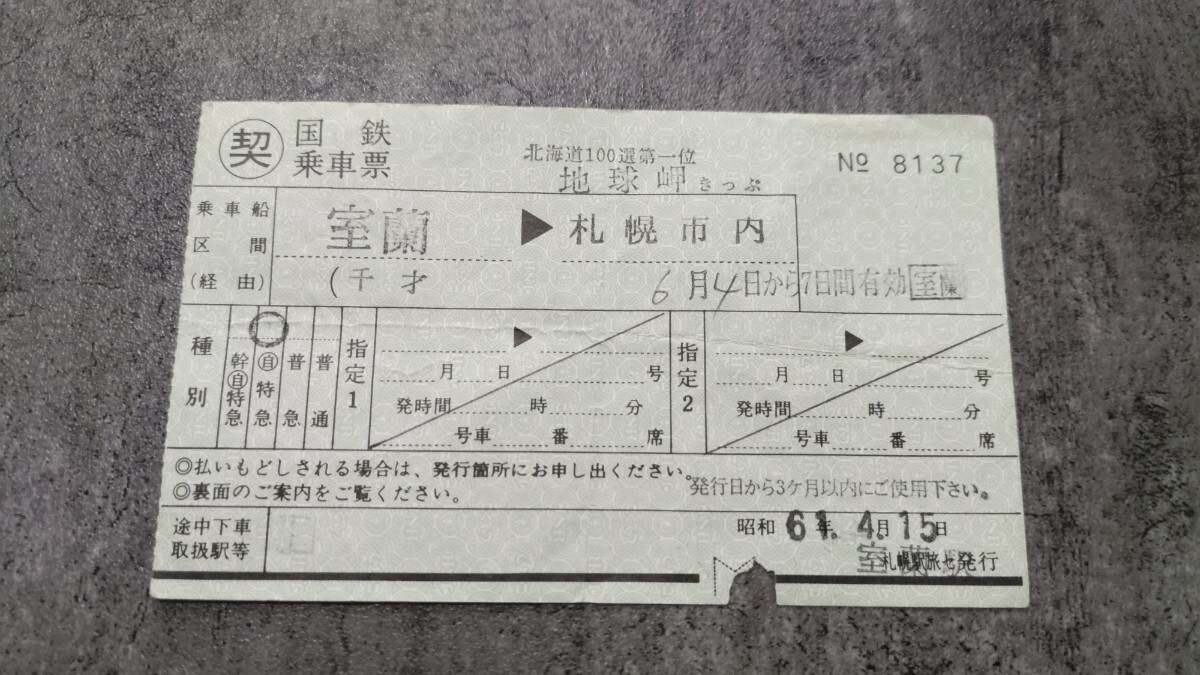 契 国鉄
乗車票
北海道100選第一位
地球岬きっぷ
№ 8137
乗車船
区間
(経由)
室蘭 ▶ 札幌市内
(千才
6月4日から7日間有効 室蘭
種別
幹自特急
自特急
普急
普通
指定1
▶
月 日 号
発時間 時 分
号車 番 席
指定2
▶
月 日 号
発時間 時 分
号車 番 席
◎払いもどしされる場合は、発行箇所にお申し出ください。
◎裏面のご案内をご覧ください。
発行日から3ケ月以内にご使用下さい。
途中下車
取扱駅等
昭和 61年 4月 15日
室蘭駅
札幌駅旅セ発行